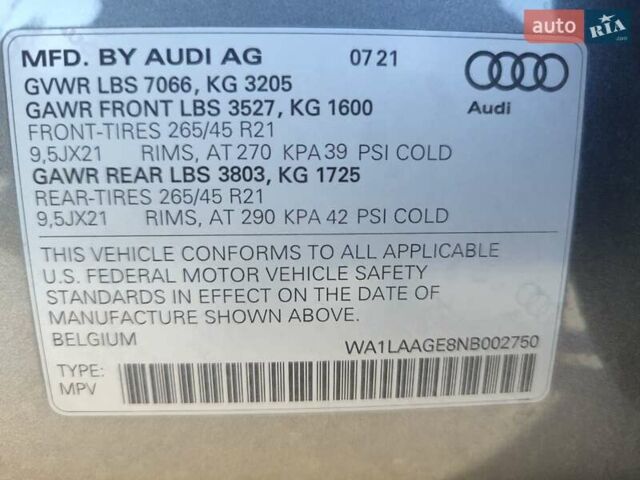 auto RIA .com
MFD. BY AUDI AG 07 21
GVWR LBS 7066, KG 3205
GAWR FRONT LBS 3527, KG 1600
Audi
FRONT-TIRES 265/45 R21
9,5JX21 RIMS, AT 270 KPA 39 PSI COLD
GAWR REAR LBS 3803, KG 1725
REAR-TIRES 265/45 R21
9,5JX21 RIMS, AT 290 KPA 42 PSI COLD
THIS VEHICLE CONFORMS TO ALL APPLICABLE
U.S. FEDERAL MOTOR VEHICLE SAFETY
STANDARDS IN EFFECT ON THE DATE OF
MANUFACTURE SHOWN ABOVE.
BELGIUM WA1LAAGE8NB002750
TYPE:
MPV